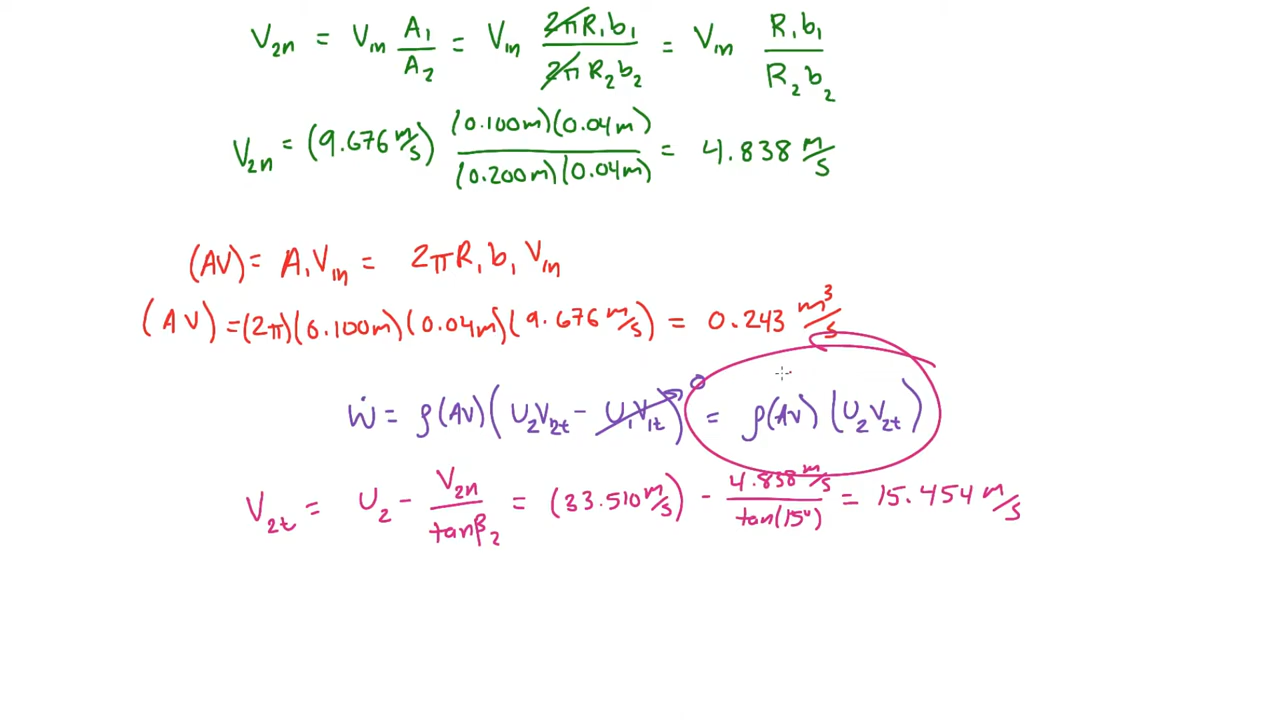 V₂ₙ = V₁ₙ A₁/A₂ = V₁ₙ 2πR₁b₁/2πR₂b₂ = V₁ₙ R₁b₁/R₂b₂
V₂ₙ = (9.676 m/s) (0.100m)(0.04m)/(0.200m)(0.04m) = 4.838 m/s
(AV) = A₁V₁ₙ = 2πR₁b₁V₁ₙ
(AV) = (2π)(0.100m)(0.04m)(9.676 m/s) = 0.243 m³/s
Ẇ = ρ(AV)(U₂V₂ₜ - U₁V₁ₜ) 0 = ρ(AV)(U₂V₂ₜ)
V₂ₜ = U₂ - V₂ₙ/tanβ₂ = (33.510 m/s) - 4.838 m/s/tan(15°) = 15.454 m/s